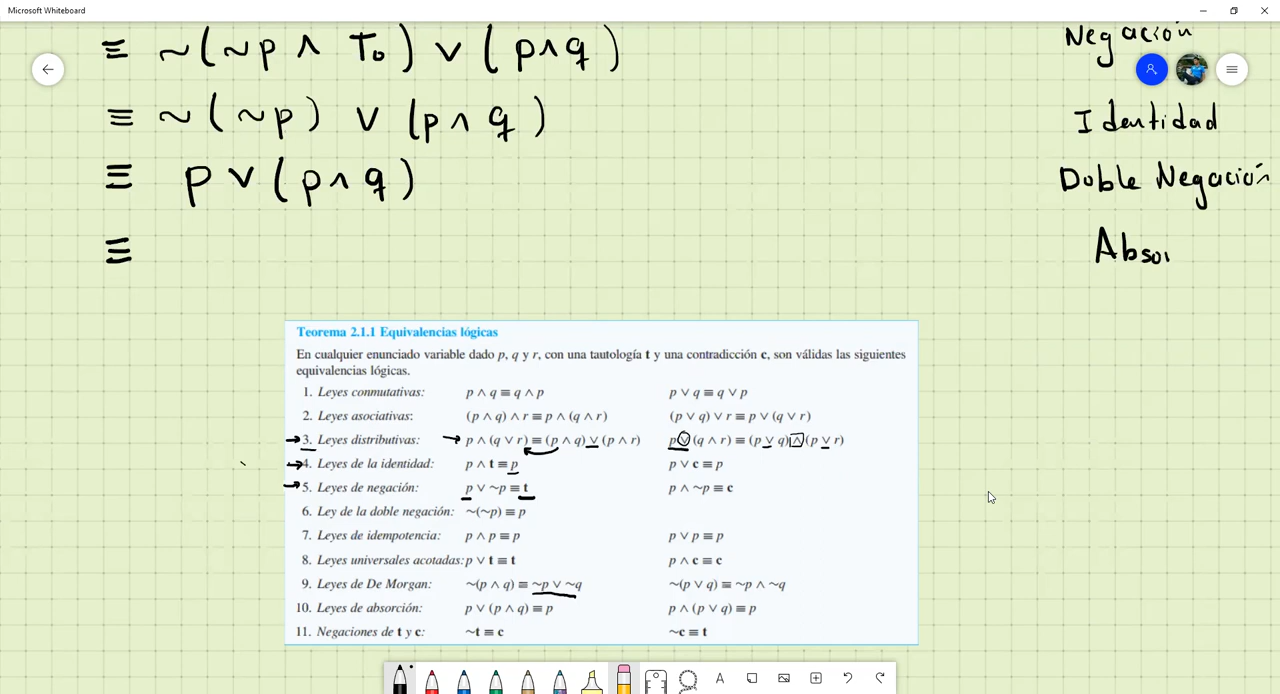 Microsoft Whiteboard
≡ ~(~p ∧ T₀) ∨ (p∧q) Negación
≡ ~(~p) ∨ (p∧q) Identidad
≡ p∨(p∧q) Doble Negación
≡ Absor
Teorema 2.1.1 Equivalencias lógicas
En cualquier enunciado variable dado p, q y r, con una tautología t y una contradicción c, son válidas las siguientes
equivalencias lógicas.
1. Leyes conmutativas: p ∧ q ≡ q ∧ p p ∨ q ≡ q ∨ p
2. Leyes asociativas: (p ∧ q) ∧ r ≡ p ∧ (q ∧ r) (p ∨ q) ∨ r ≡ p ∨ (q ∨ r)
→ 3. Leyes distributivas: → p ∧ (q ∨ r) ≡ (p ∧ q) ∨ (p ∧ r) p ∨ (q ∧ r) ≡ (p ∨ q) ∧ (p ∨ r)
→ 4. Leyes de la identidad: p ∧ t ≡ p p ∨ c ≡ p
→ 5. Leyes de negación: p ∨ ~p ≡ t p ∧ ~p ≡ c
6. Ley de la doble negación: ~(~p) ≡ p
7. Leyes de idempotencia: p ∧ p ≡ p p ∨ p ≡ p
8. Leyes universales acotadas: p ∨ t ≡ t p ∧ c ≡ c
9. Leyes de De Morgan: ~(p ∧ q) ≡ ~p ∨ ~q ~(p ∨ q) ≡ ~p ∧ ~q
10. Leyes de absorción: p ∨ (p ∧ q) ≡ p p ∧ (p ∨ q) ≡ p
11. Negaciones de t y c: ~t ≡ c ~c ≡ t
A